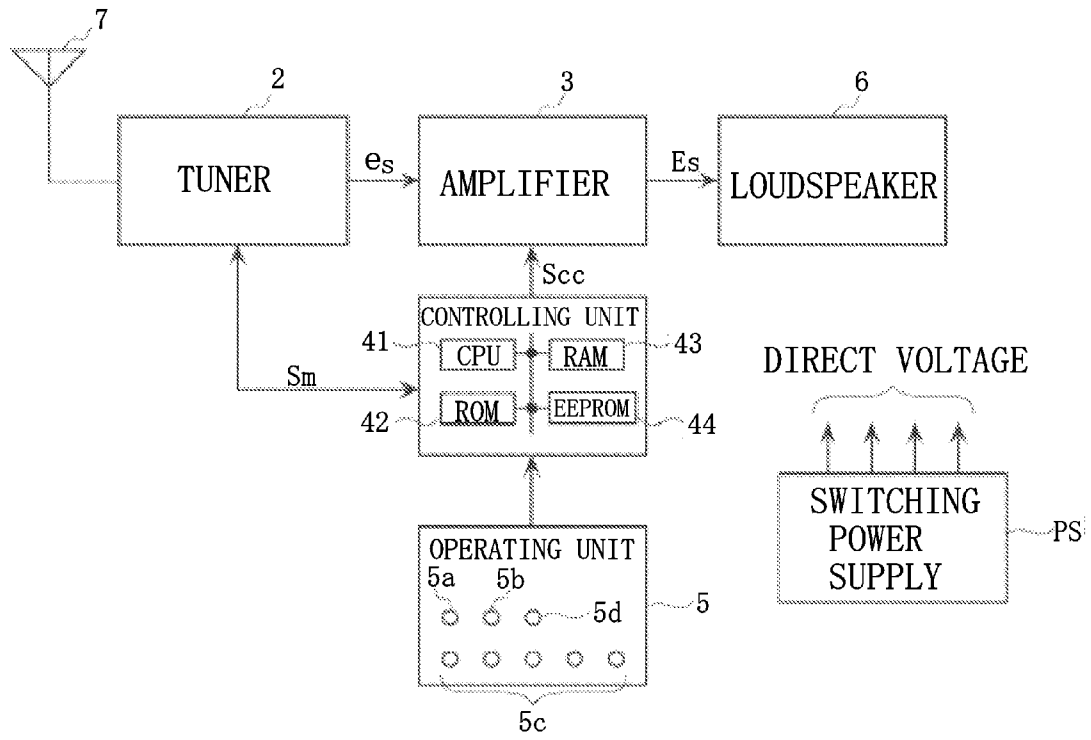 7
2
3
6
TUNER
es
AMPLIFIER
Es
LOUDSPEAKER
Scc
CONTROLLING UNIT
41
CPU
RAM
43
Sm
42
ROM
EEPROM
44
DIRECT VOLTAGE
SWITCHING
POWER
SUPPLY
PS
OPERATING UNIT
5a
5b
5d
5
5c